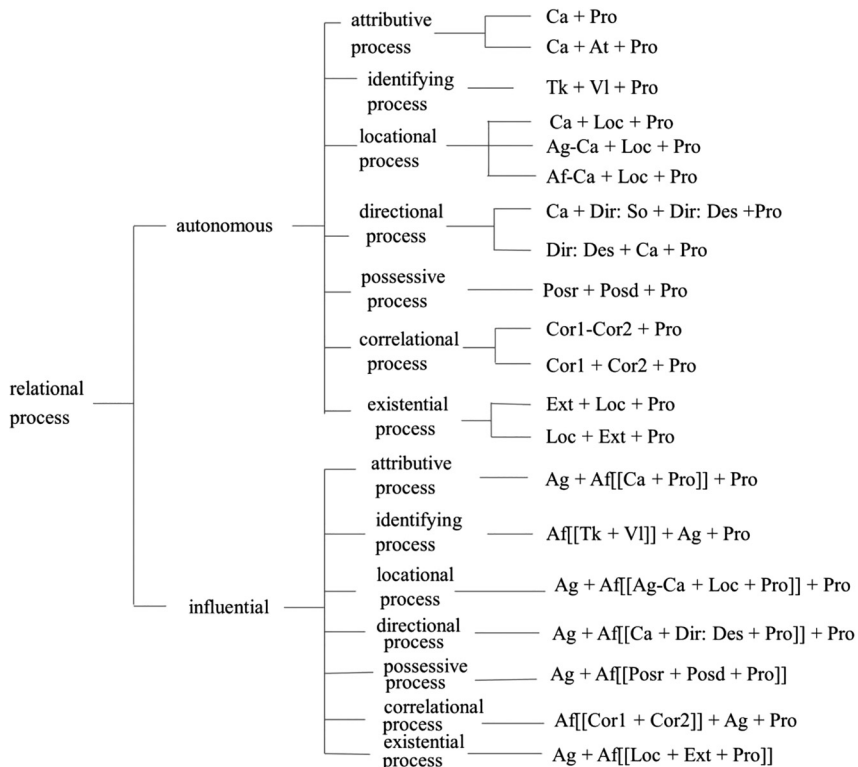 attributive
process
Ca + Pro
Ca + At + Pro
identifying
process
Tk + Vl + Pro
locational
process
Ca + Loc + Pro
Ag-Ca + Loc + Pro
Af-Ca + Loc + Pro
autonomous
directional
process
Ca + Dir: So + Dir: Des +Pro
Dir: Des + Ca + Pro
possessive
process
Posr + Posd + Pro
correlational
process
Cor1-Cor2 + Pro
Cor1 + Cor2 + Pro
relational
process
existential
process
Ext + Loc + Pro
Loc + Ext + Pro
attributive
process
Ag + Af[[Ca + Pro]] + Pro
identifying
process
Af[[Tk + Vl]] + Ag + Pro
influential
locational
process
Ag + Af[[Ag-Ca + Loc + Pro]] + Pro
directional
process
Ag + Af[[Ca + Dir: Des + Pro]] + Pro
possessive
process
Ag + Af[[Posr + Posd + Pro]]
correlational
process
Af[[Cor1 + Cor2]] + Ag + Pro
existential
process
Ag + Af[[Loc + Ext + Pro]]